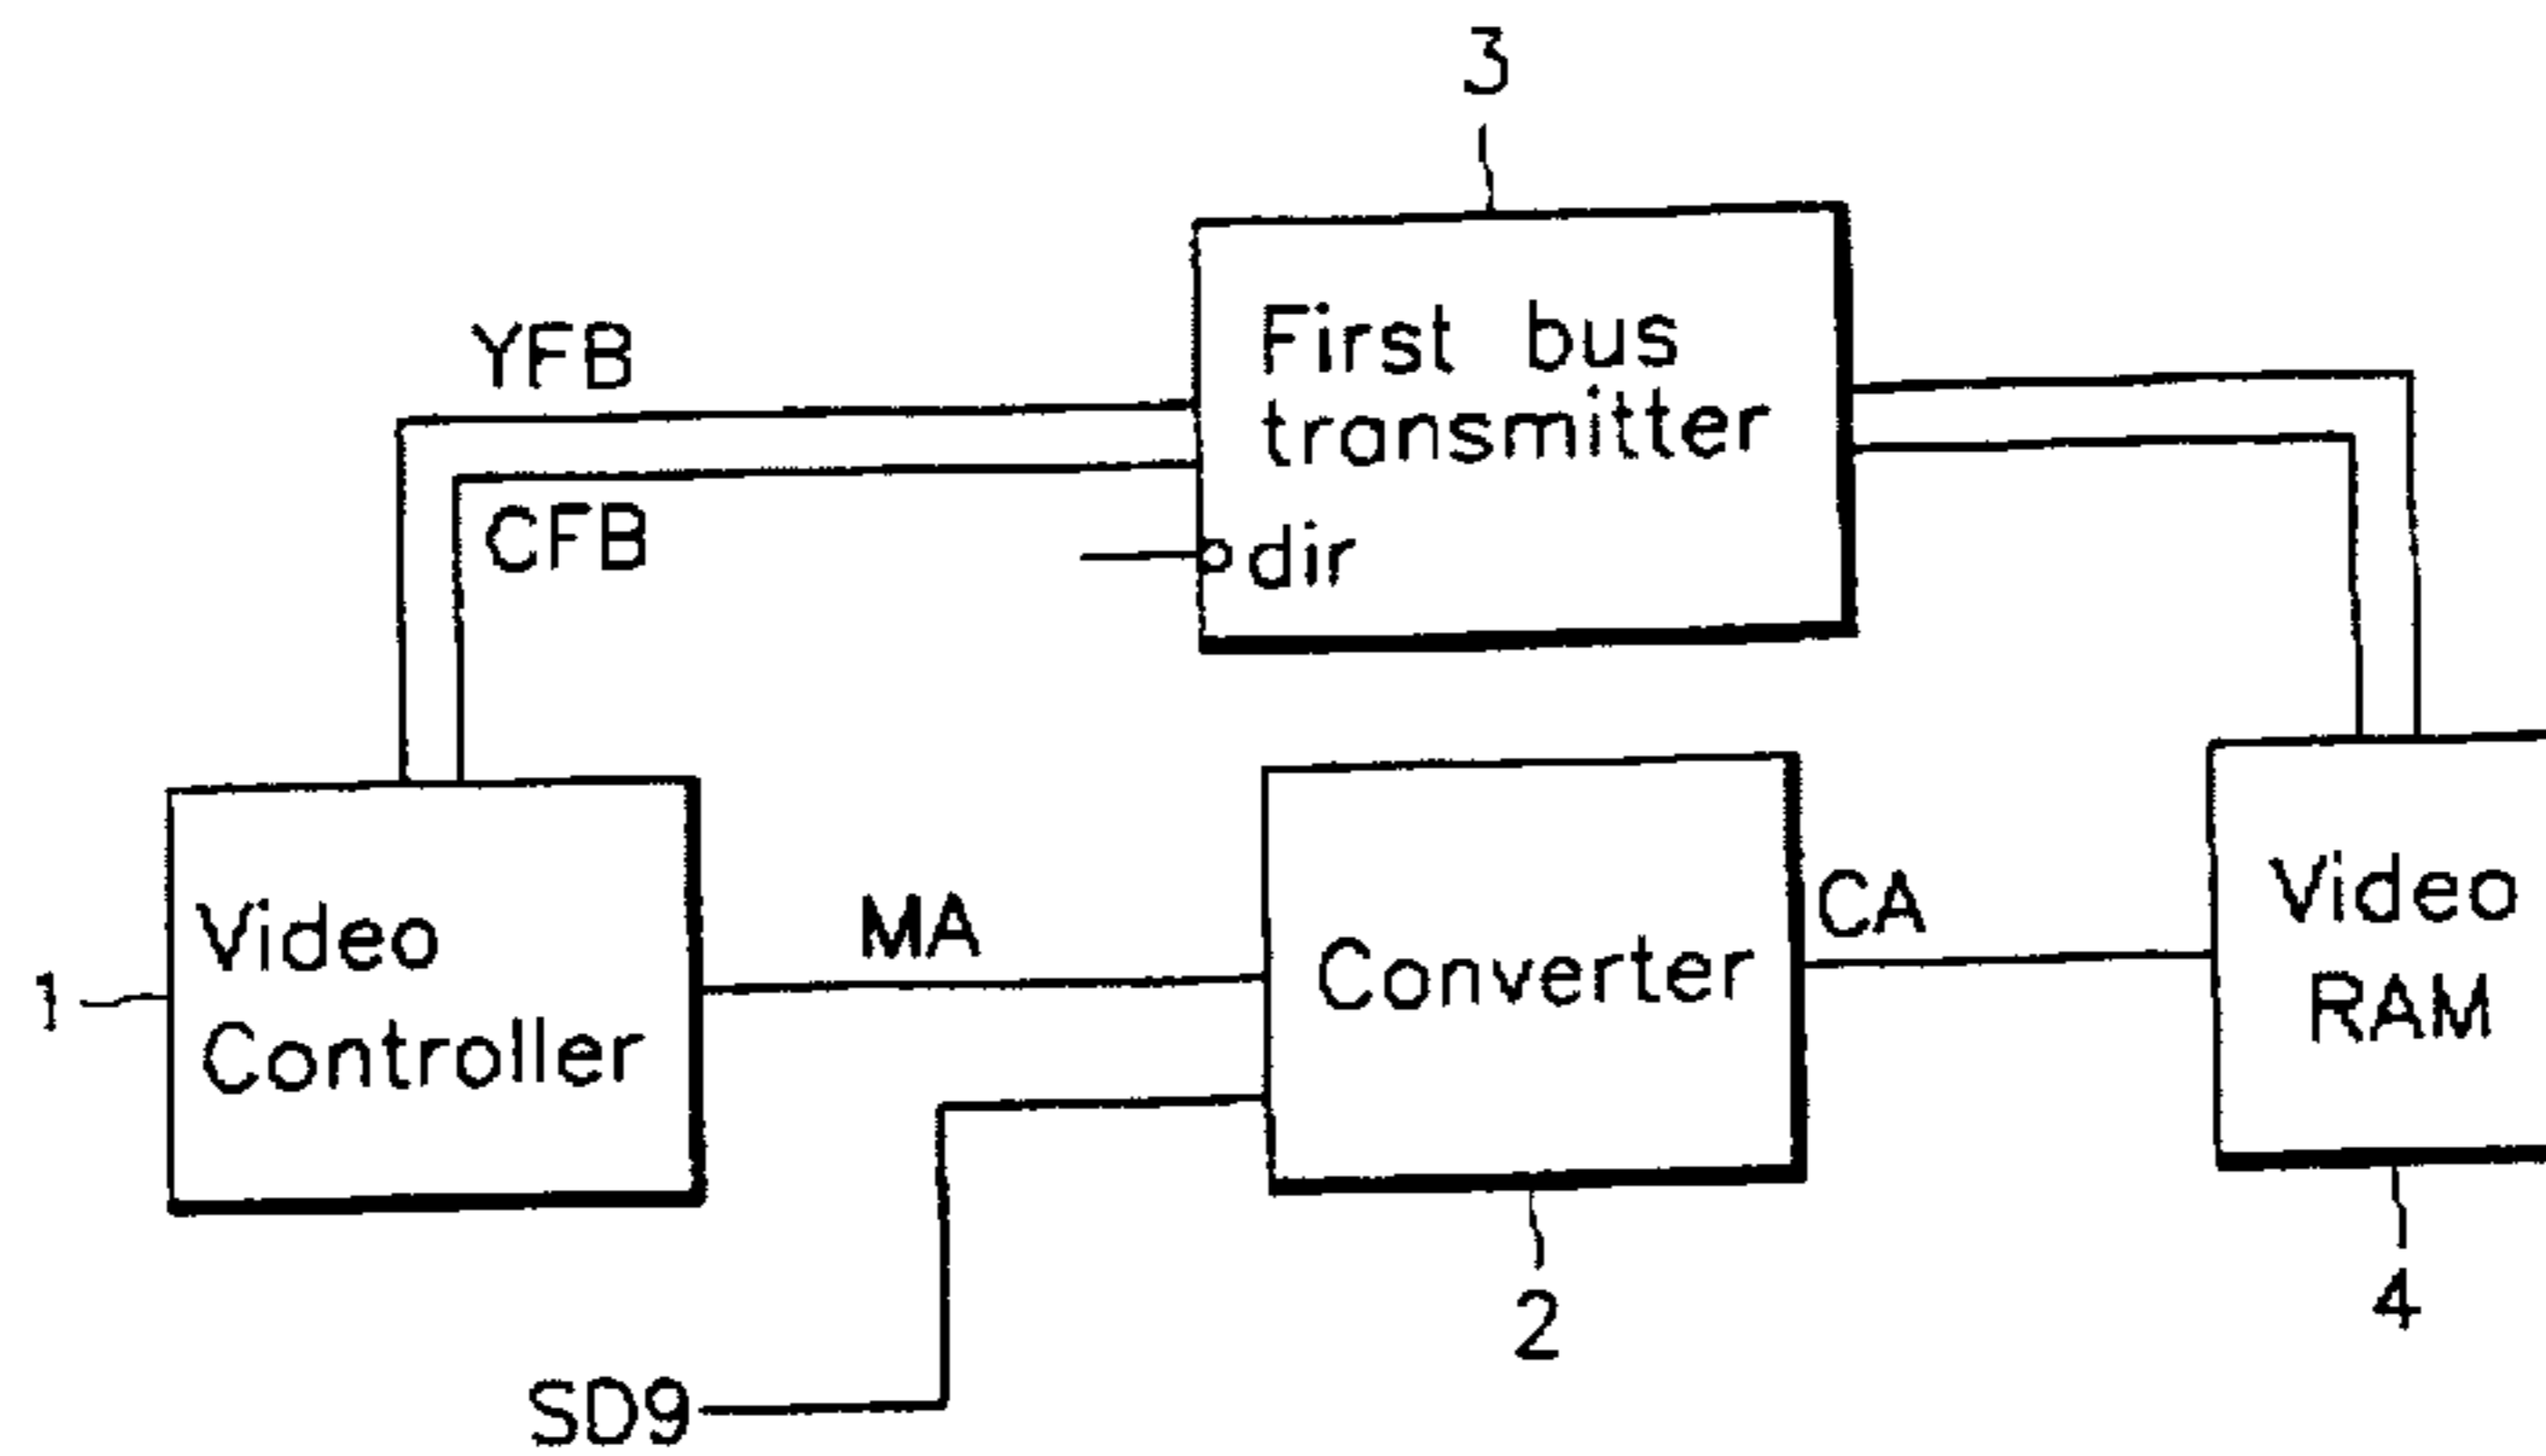 3
First bus
transmitter
dir
YFB
CFB
Video
Controller
1
MA
Converter
CA
2
Video
RAM
4
SD9